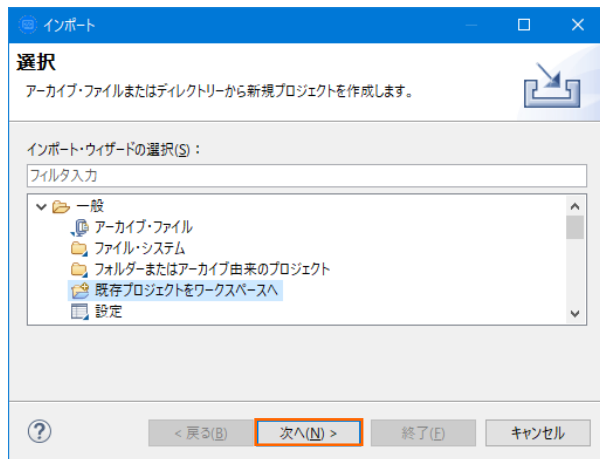 インポート
選択
アーカイブ・ファイルまたはディレクトリーから新規プロジェクトを作成します。
インポート・ウィザードの選択(S)：
フィルタ入力
一般
アーカイブ・ファイル
ファイル・システム
フォルダーまたはアーカイブ由来のプロジェクト
既存プロジェクトをワークスペースへ
設定
? < 戻る(B) 次へ(N) > 終了(F) キャンセル